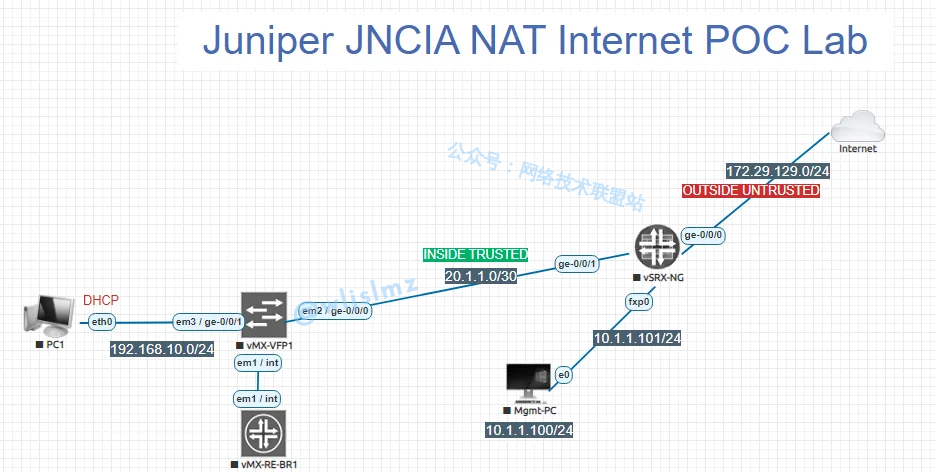 Juniper JNCIA NAT Internet POC Lab
Internet
公众号：网络技术联盟站
172.29.129.0/24
OUTSIDE UNTRUSTED
ge-0/0/0
INSIDE TRUSTED
20.1.1.0/30
ge-0/0/1
vSRX-NG
fxp0
DHCP
eth0
em3 / ge-0/0/1
em2 / ge-0/0/0
@wlislmz
PC1
192.168.10.0/24
vMX-VFP1
10.1.1.101/24
em1 / int
em1 / int
e0
Mgmt-PC
10.1.1.100/24
vMX-RE-BR1